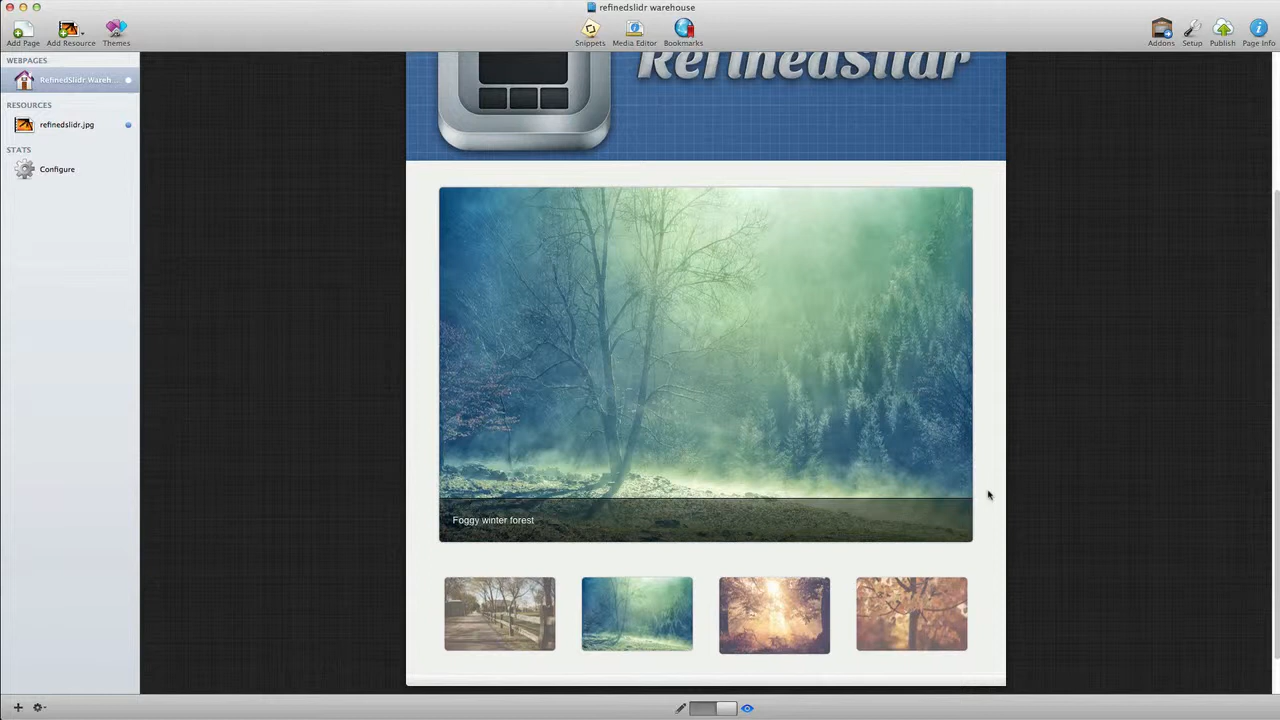 refinedslidr warehouse
Add Page
Add Resource
Themes
Snippets
Media Editor
Bookmarks
Addons
Setup
Publish
Page Info
WEBPAGES
RefinedSlidr Wareh...
RESOURCES
refinedslidr.jpg
STATS
Configure
RefinedSlidr
Foggy winter forest